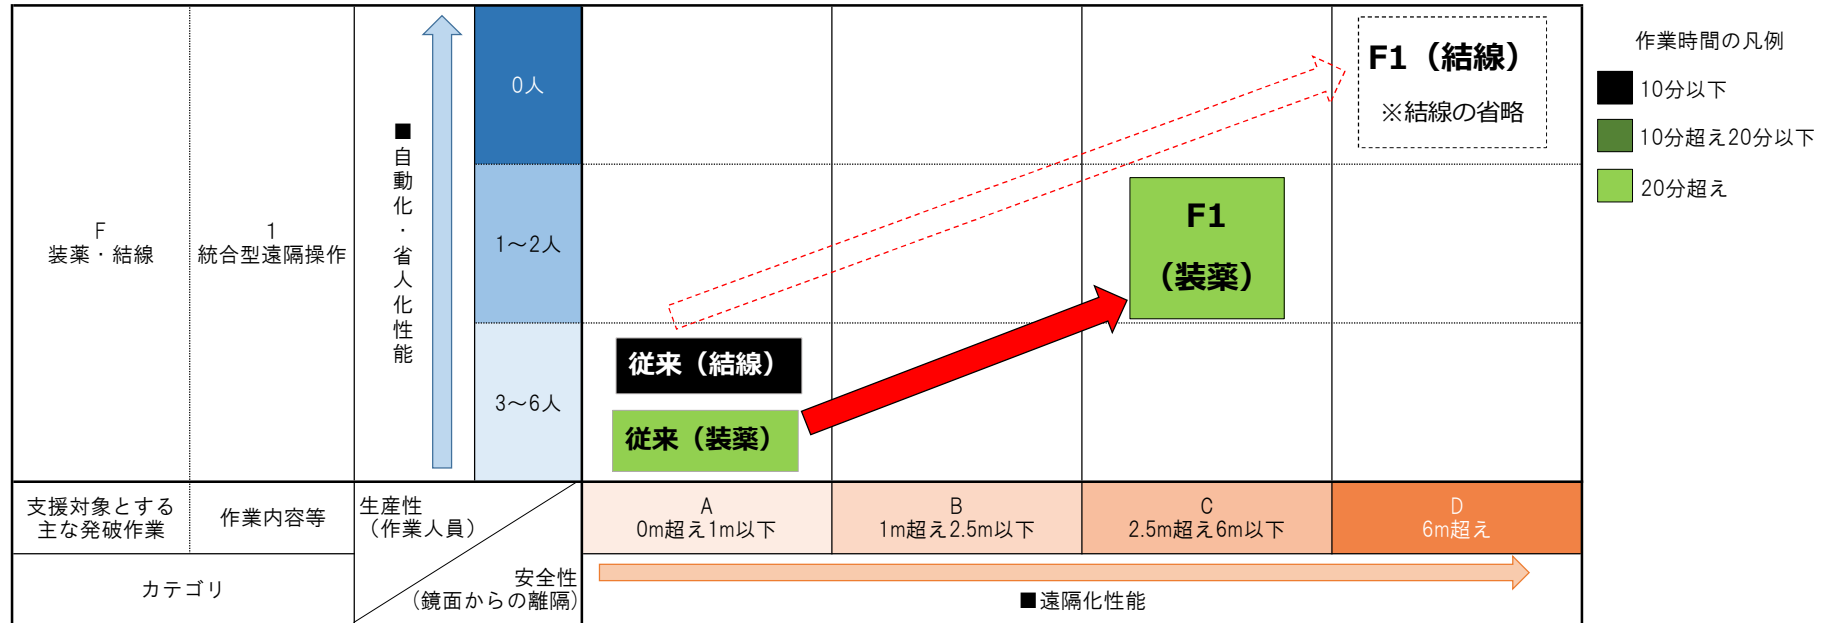 F
装薬・結線
1
統合型遠隔操作
■自動化・省人化性能
0人
1～2人
3～6人
F1（結線）
※結線の省略
F1
（装薬）
従来（結線）
従来（装薬）
作業時間の凡例
10分以下
10分超え20分以下
20分超え
支援対象とする
主な発破作業
作業内容等
生産性
（作業人員）
A
0m超え1m以下
B
1m超え2.5m以下
C
2.5m超え6m以下
D
6m超え
カテゴリ
安全性
（鏡面からの離隔）
■遠隔化性能